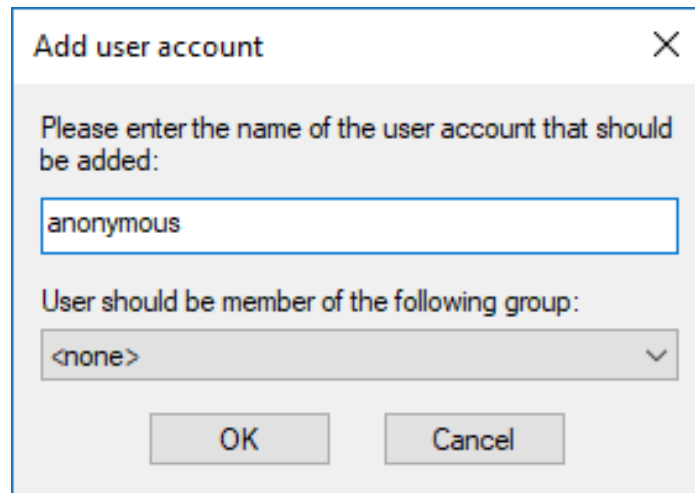 Add user account
Please enter the name of the user account that should
be added:
anonymous
User should be member of the following group:
<none>
OK
Cancel